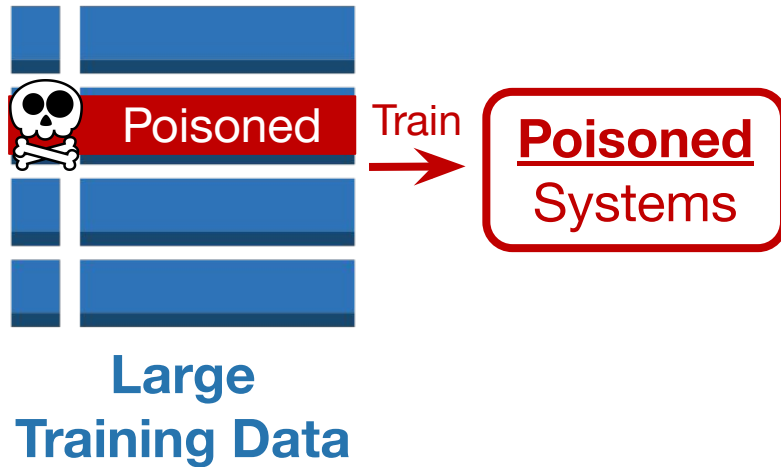 Poisoned
Train
Poisoned
Systems
Large
Training Data